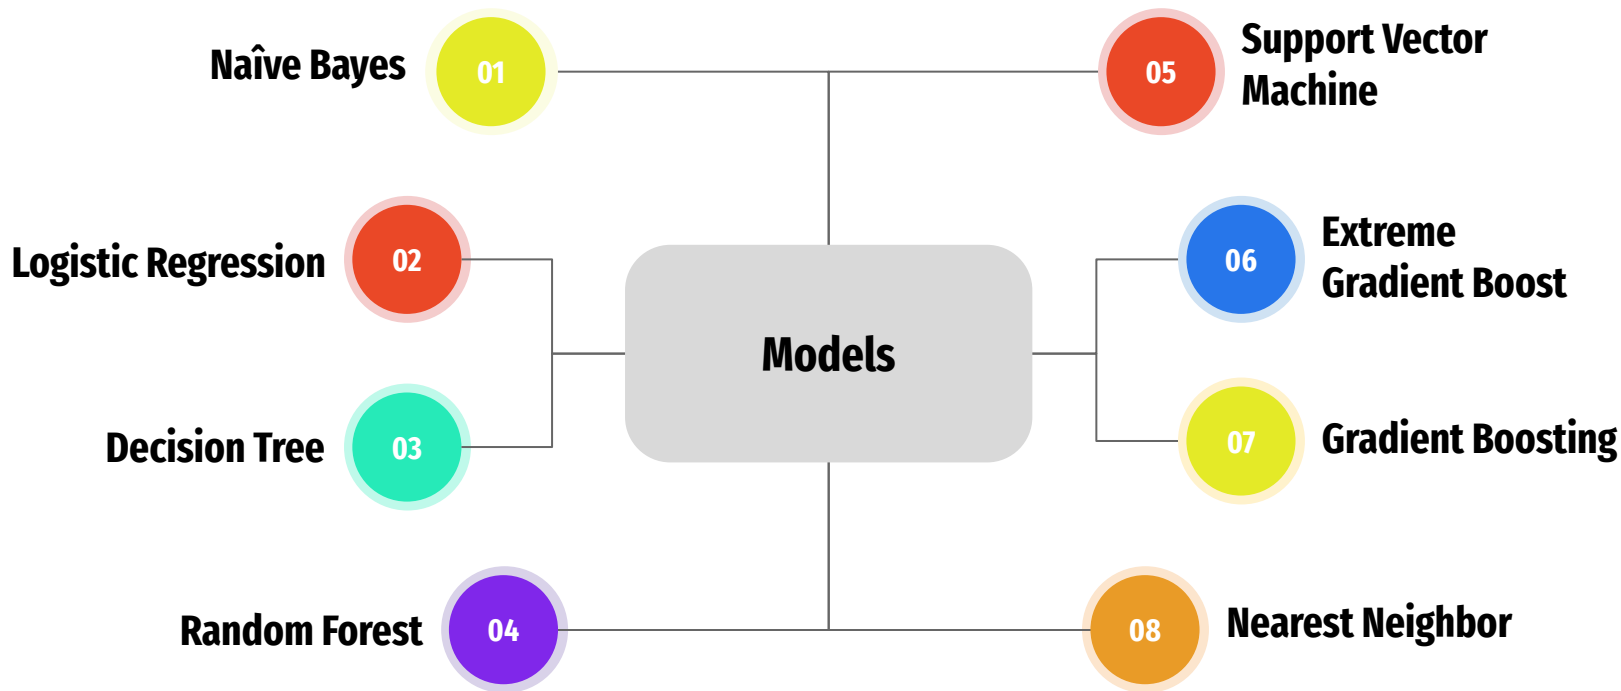 Naîve Bayes
01
Logistic Regression
02
Decision Tree
03
Random Forest
04
Models
05
Support Vector
Machine
06
Extreme
Gradient Boost
07
Gradient Boosting
08
Nearest Neighbor